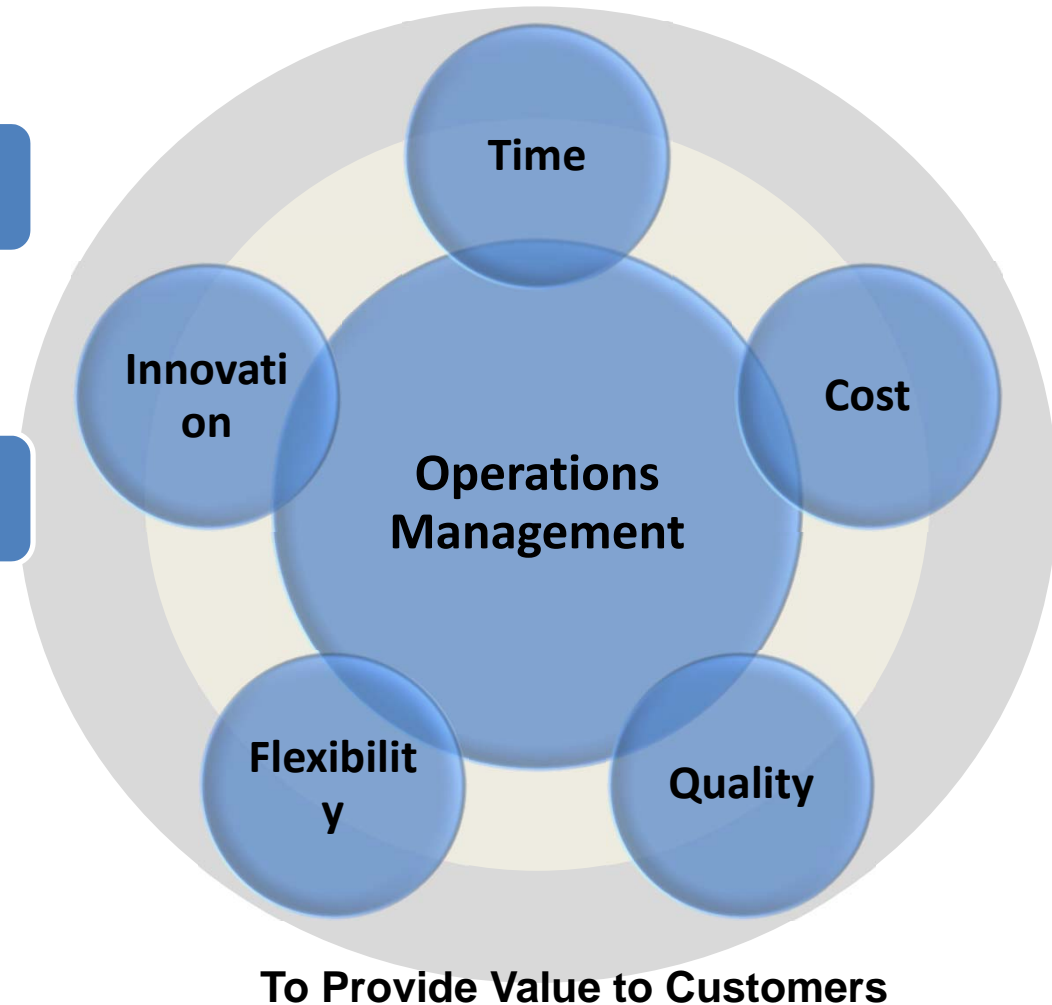 Time
Innovati
on
Cost
Operations
Management
Flexibilit
y
Quality
To Provide Value to Customers